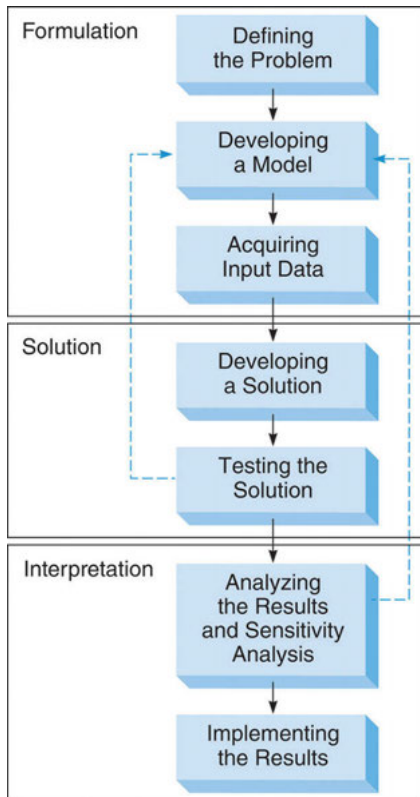 Formulation
Defining
the Problem
Developing
a Model
Acquiring
Input Data
Solution
Developing
a Solution
Testing the
Solution
Interpretation
Analyzing
the Results
and Sensitivity
Analysis
Implementing
the Results